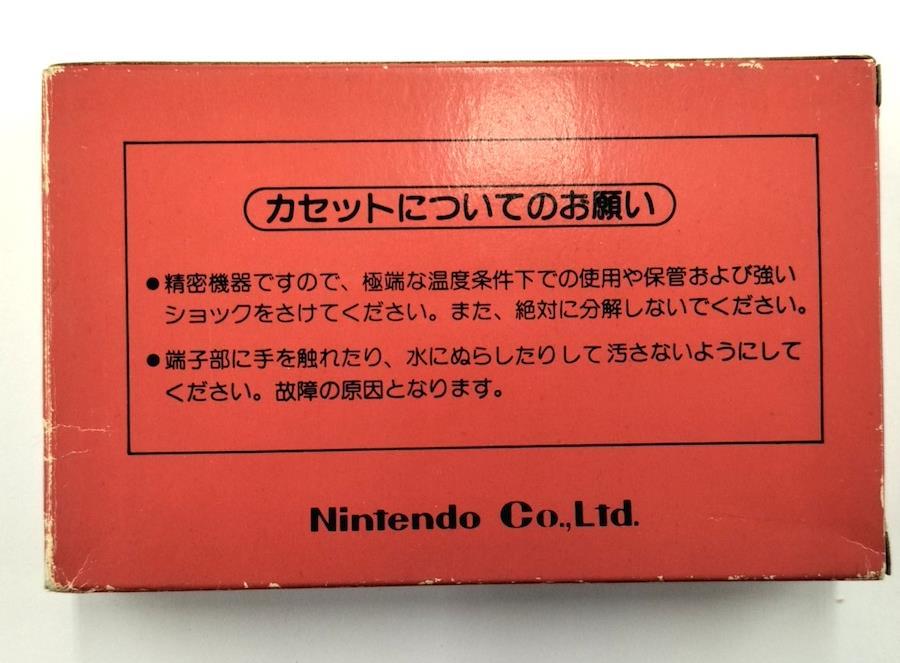 カセットについてのお願い
●精密機器ですので、極端な温度条件下での使用や保管および強い
ショックをさけてください。また、絶対に分解しないでください。
●端子部に手を触れたり、水にぬらしたりして汚さないようにして
ください。故障の原因となります。
Nintendo Co.,Ltd.